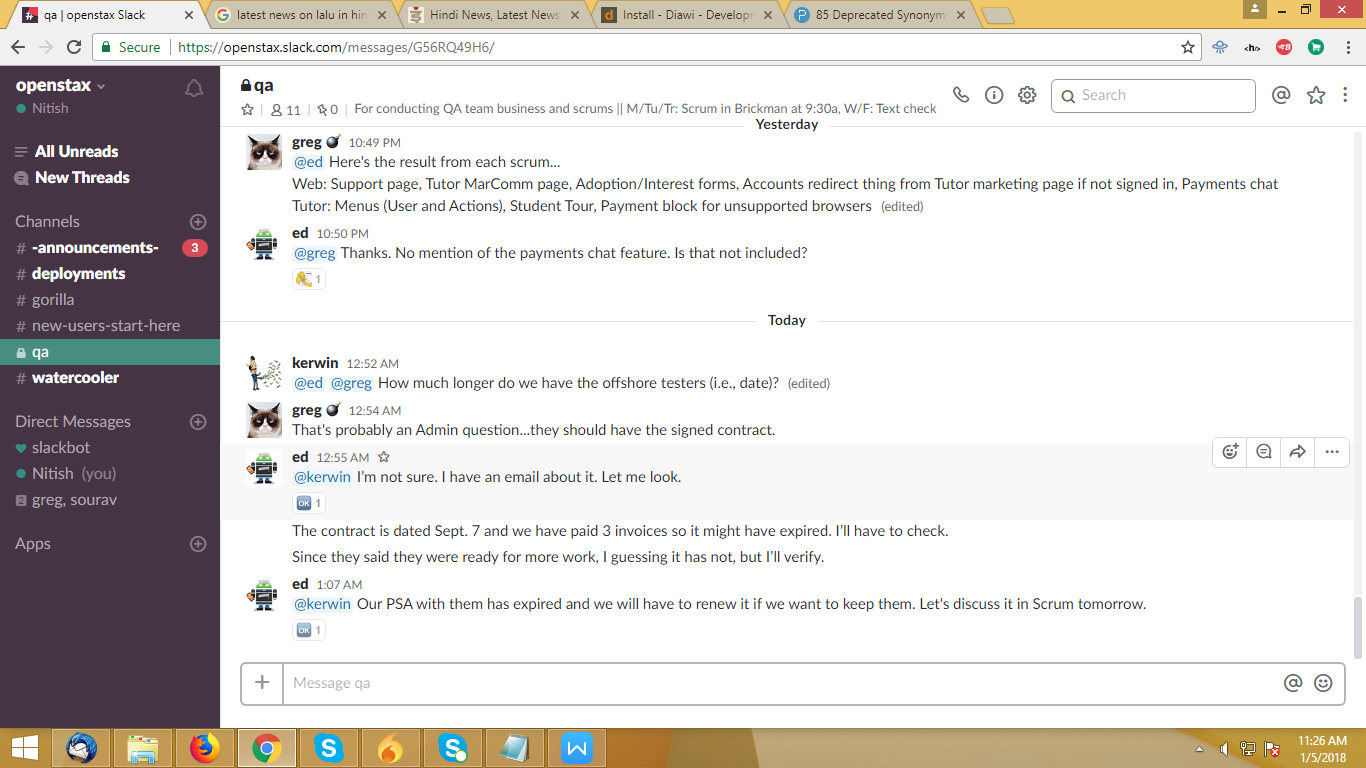 qa | openstax Slack
latest news on lalu in hin
Hindi News, Latest News
Install - Diawi - Develop
85 Deprecated Synonym
Secure
https://openstax.slack.com/messages/G56RQ49H6/
openstax
Nitish
All Unreads
New Threads
Channels
# -announcements- 3
# deployments
# gorilla
# new-users-start-here
qa
# watercooler
Direct Messages
slackbot
Nitish (you)
2 greg, sourav
Apps
qa
11 | 0 | For conducting QA team business and scrums || M/Tu/Tr: Scrum in Brickman at 9:30a, W/F: Text check
Search
Yesterday
greg 10:49 PM
@ed Here's the result from each scrum...
Web: Support page, Tutor MarComm page, Adoption/Interest forms, Accounts redirect thing from Tutor marketing page if not signed in, Payments chat
Tutor: Menus (User and Actions), Student Tour, Payment block for unsupported browsers (edited)
ed 10:50 PM
@greg Thanks. No mention of the payments chat feature. Is that not included?
1
Today
kerwin 12:52 AM
@ed @greg How much longer do we have the offshore testers (i.e., date)? (edited)
greg 12:54 AM
That's probably an Admin question...they should have the signed contract.
ed 12:55 AM
@kerwin I'm not sure. I have an email about it. Let me look.
OK 1
The contract is dated Sept. 7 and we have paid 3 invoices so it might have expired. I'll have to check.
Since they said they were ready for more work, I guessing it has not, but I'll verify.
ed 1:07 AM
@kerwin Our PSA with them has expired and we will have to renew it if we want to keep them. Let's discuss it in Scrum tomorrow.
OK 1
Message qa
11:26 AM
1/5/2018